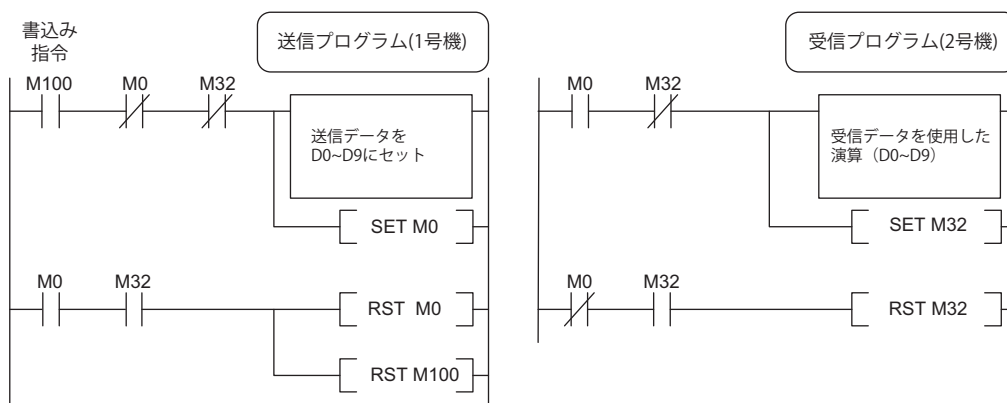 書込み
指令
送信プログラム(1号機)
M100 M0 M32
送信データを
D0~D9にセット
SET M0
M0 M32
RST M0
RST M100
受信プログラム(2号機)
M0 M32
受信データを使用した
演算（D0~D9）
SET M32
M0 M32
RST M32